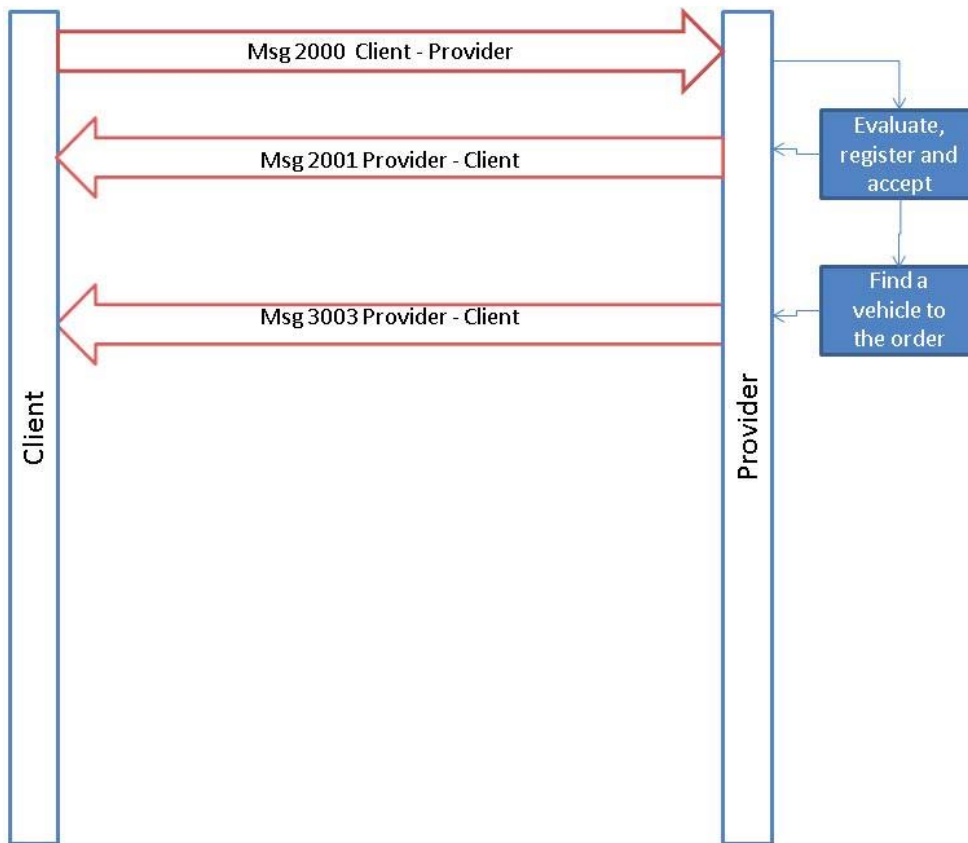 Msg 2000  Client - Provider
Evaluate,
register and
accept
Msg 2001 Provider - Client
Find a
vehicle to
the order
Msg 3003 Provider - Client
Client
Provider